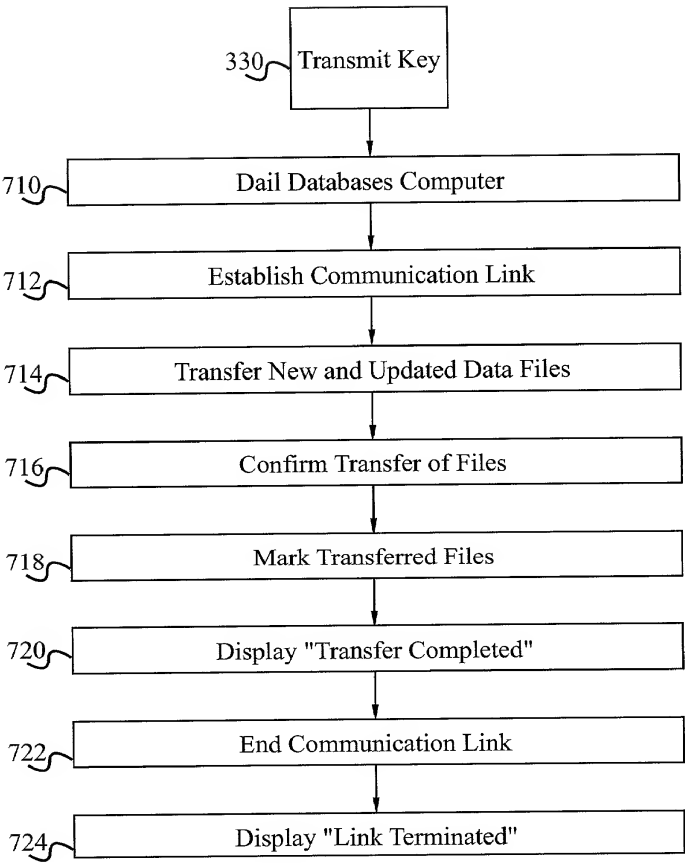 330 Transmit Key
710 Dail Databases Computer
712 Establish Communication Link
714 Transfer New and Updated Data Files
716 Confirm Transfer of Files
718 Mark Transferred Files
720 Display "Transfer Completed"
722 End Communication Link
724 Display "Link Terminated"